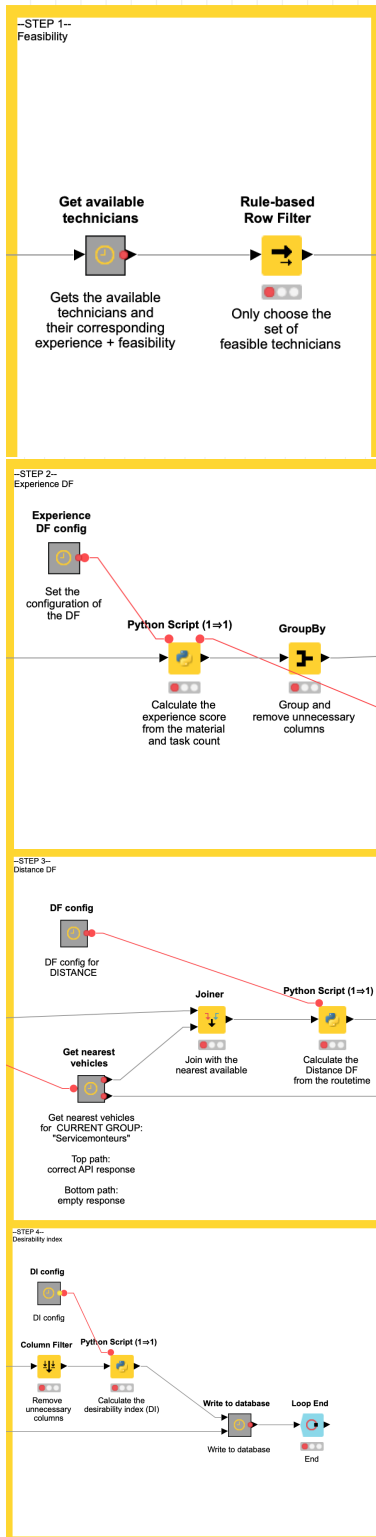 --STEP 1--
Feasibility
Get available
technicians
Rule-based
Row Filter
Gets the available
technicians and
their corresponding
experience + feasibility
Only choose the
set of
feasible technicians
--STEP 2--
Experience DF
Experience
DF config
Set the
configuration of
the DF
Python Script (1⇒1)
GroupBy
Calculate the
experience score
from the material
and task count
Group and
remove unnecessary
columns
--STEP 3--
Distance DF
DF config
DF config for
DISTANCE
Joiner
Python Script (1⇒1)
Get nearest
vehicles
Join with the
nearest available
Calculate the
Distance DF
from the routetime
Get nearest vehicles
for  CURRENT GROUP:
"Servicemonteurs"
Top path:
correct API response
Bottom path:
empty response
--STEP 4--
Desirability index
DI config
DI config
Column Filter
Python Script (1⇒1)
Remove
unnecessary
columns
Calculate the
desirability index (DI)
Write to database
Loop End
Write to database
End